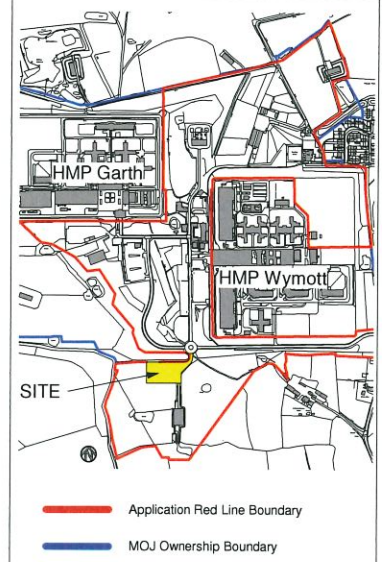 HMP Garth
HMP Wymott
SITE
Application Red Line Boundary
MOJ Ownership Boundary